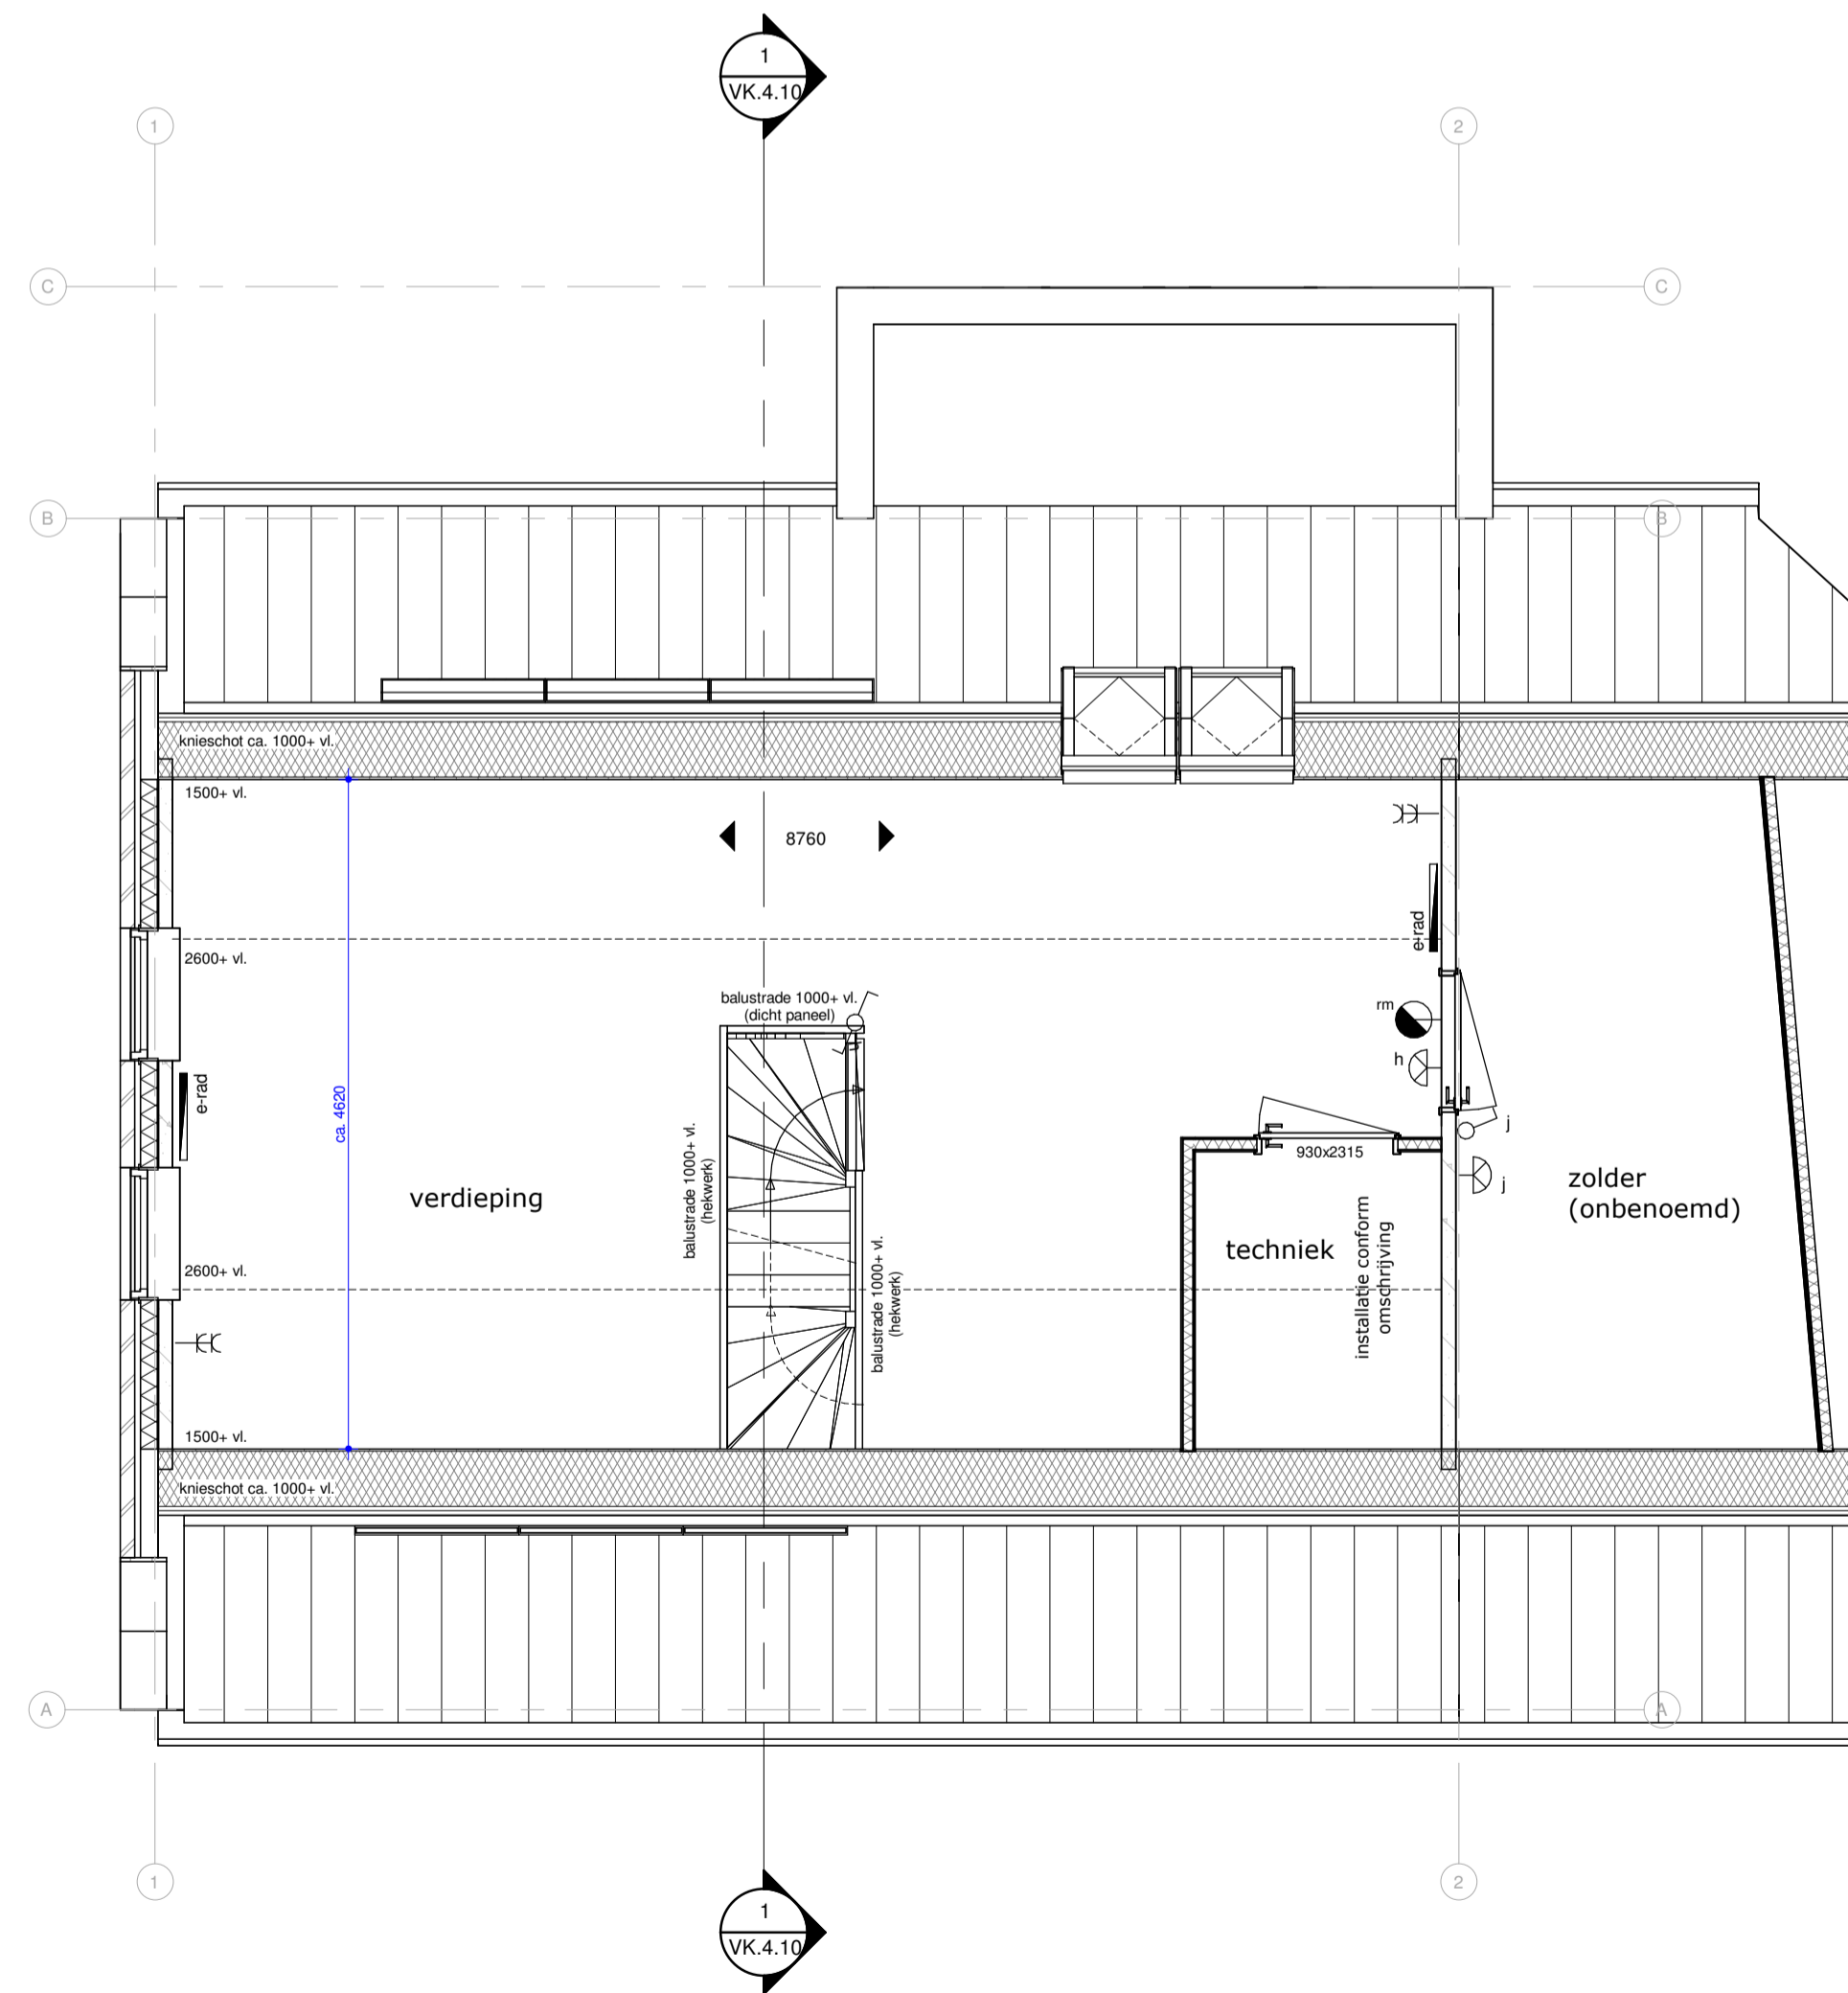 1
VK.4.10
1
2
C
C
B
B
knieschot ca. 1000+ vl.
1500+ vl.
8760
2600+ vl.
e-rad
balustrade 1000+ vl.
(dicht paneel)
rm
h
e-rad
ca. 4620
j
930x2315
balustrade 1000+ vl.
(hekwerk)
verdieping
j
zolder
(onbenoemd)
techniek
installatie conform
omschrijving
2600+ vl.
balustrade 1000+ vl.
(hekwerk)
1500+ vl.
knieschot ca. 1000+ vl.
A
A
1
2
1
VK.4.10